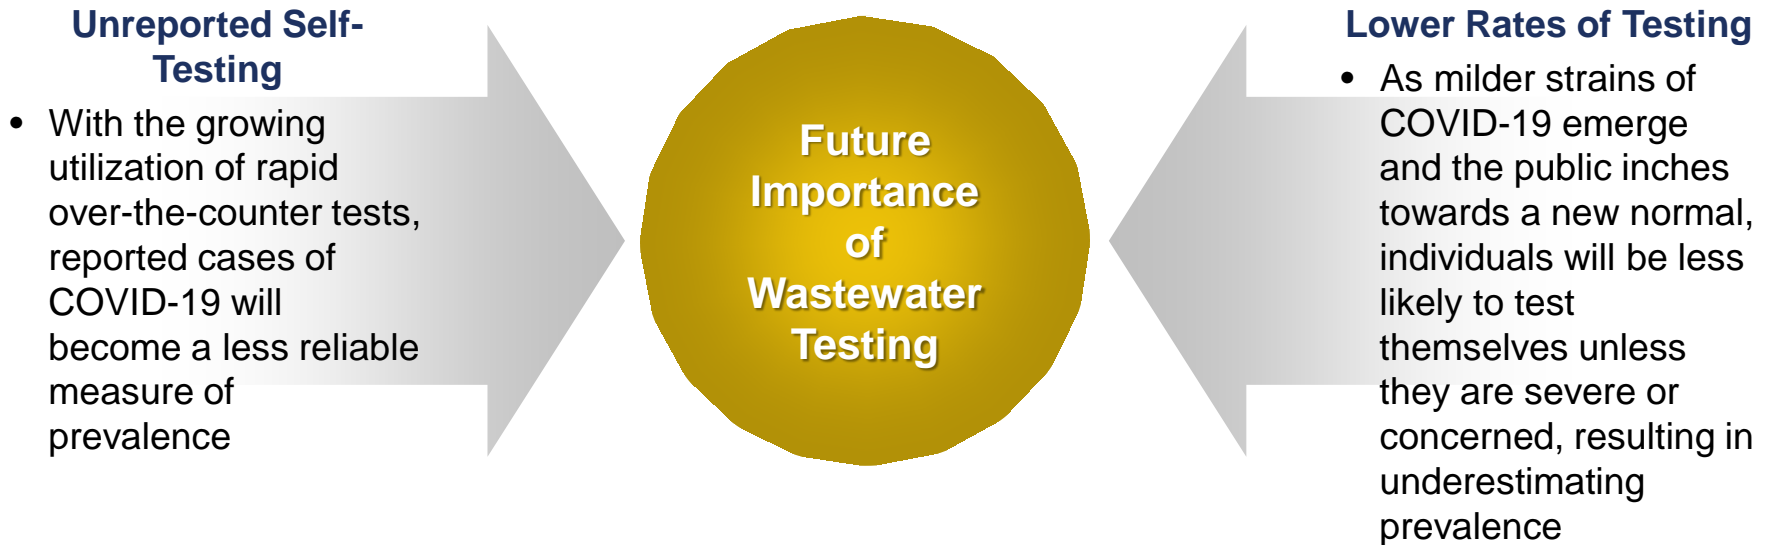 Unreported Self-
Testing
• With the growing
utilization of rapid
over-the-counter tests,
reported cases of
COVID-19 will
become a less reliable
measure of
prevalence
Future
Importance
of
Wastewater
Testing
Lower Rates of Testing
• As milder strains of
COVID-19 emerge
and the public inches
towards a new normal,
individuals will be less
likely to test
themselves unless
they are severe or
concerned, resulting in
underestimating
prevalence